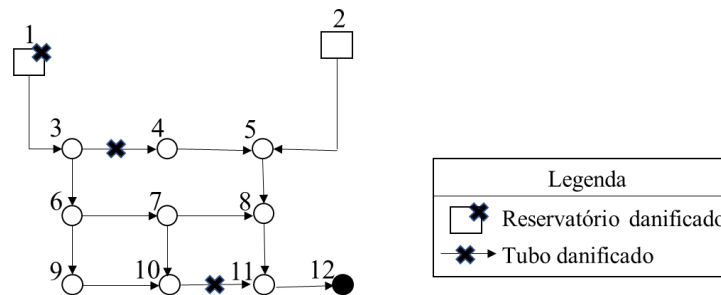 1
2
3 4 5
6 7 8
9 10 11 12
Legenda
Reservatório danificado
Tubo danificado